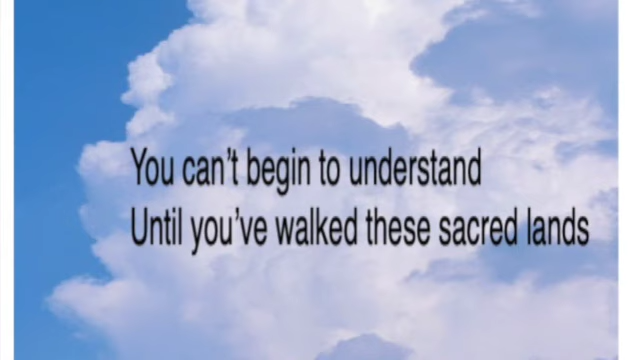 You can't begin to understand
Until you've walked these sacred lands